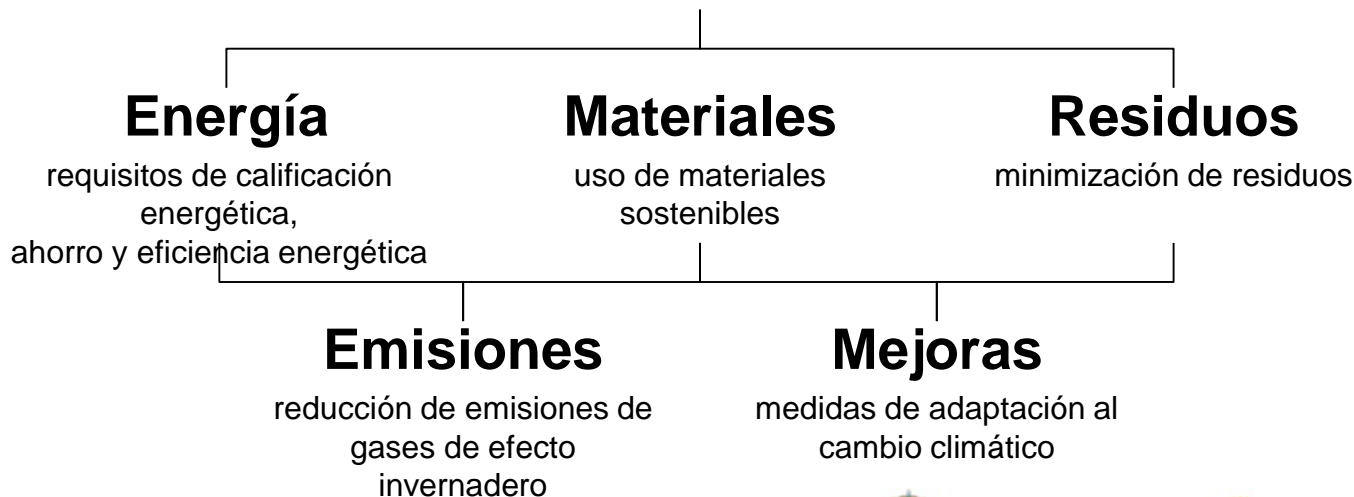 Energía
requisitos de calificación
energética,
ahorro y eficiencia energética
Materiales
uso de materiales
sostenibles
Residuos
minimización de residuos
Emisiones
reducción de emisiones de
gases de efecto
invernadero
Mejoras
medidas de adaptación al
cambio climático